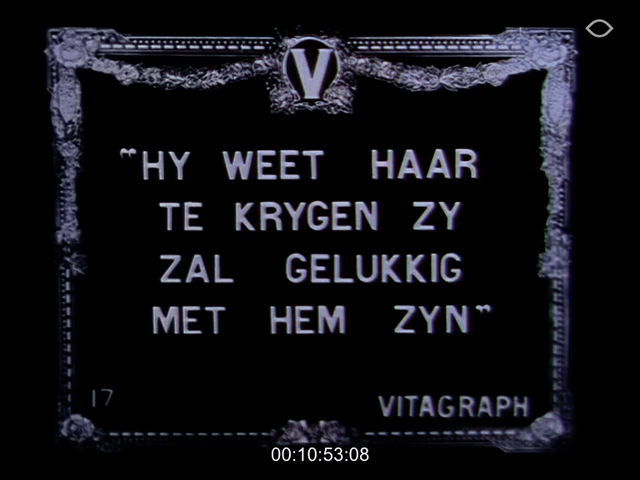 V
"HY WEET HAAR
TE KRYGEN ZY
ZAL GELUKKIG
MET HEM ZYN"
17
VITAGRAPH
00:10:53:08